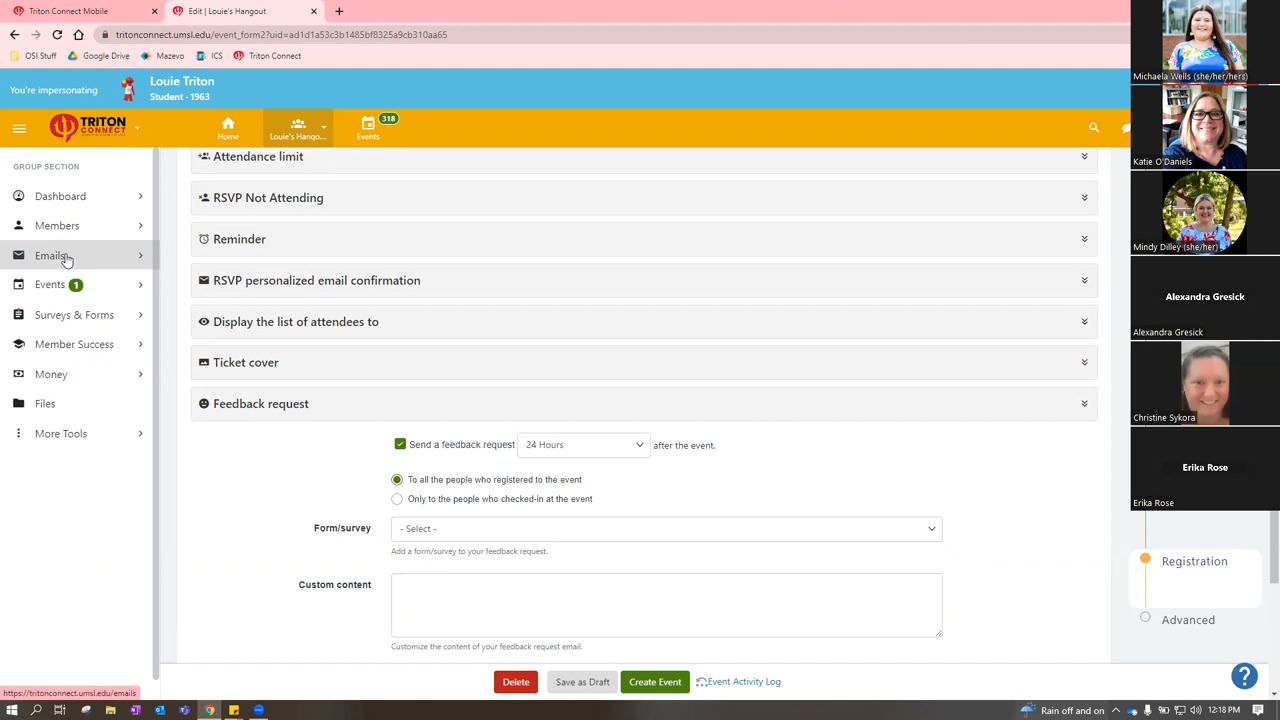 Triton Connect Mobile
Edit | Louie's Hangout
tritonconnect.umsl.edu/event_form2?uid=ad1d1a53c3b1485bf8325a9cb310aa65
OSI Stuff
Google Drive
Mazevo
ICS
Triton Connect
You're impersonating
Louie Triton
Student - 1963
TRITON
CONNECT
Home
Louie's Hango...
Events
318
GROUP SECTION
Dashboard
Members
Emails
Events 1
Surveys & Forms
Member Success
Money
Files
More Tools
https://tritonconnect.umsl.edu/emails
Attendance limit
RSVP Not Attending
Reminder
RSVP personalized email confirmation
Display the list of attendees to
Ticket cover
Feedback request
Send a feedback request 24 Hours after the event.
To all the people who registered to the event
Only to the people who checked-in at the event
Form/survey
- Select -
Add a form/survey to your feedback request.
Custom content
Customize the content of your feedback request email.
Delete
Save as Draft
Create Event
Event Activity Log
Registration
Advanced
?
Michaela Wells (she/her/hers)
Katie O'Daniels
Mindy Dilley (she/her)
Alexandra Gresick
Alexandra Gresick
Christine Sykora
Erika Rose
Erika Rose
Rain off and on
12:18 PM